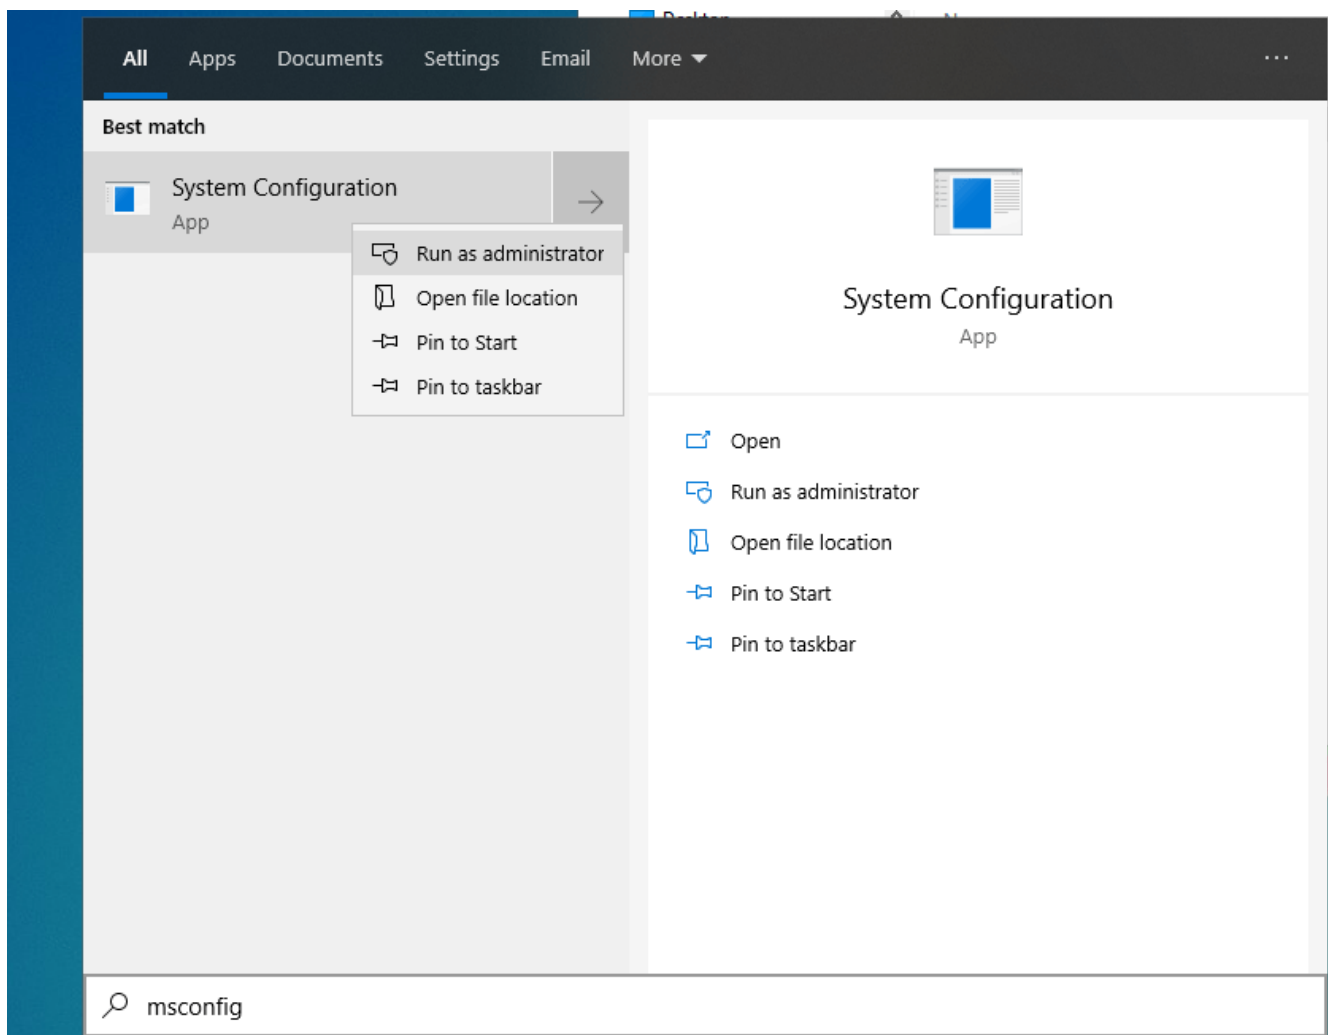 All Apps Documents Settings Email More ...
Best match
System Configuration
App
Run as administrator
Open file location
Pin to Start
Pin to taskbar
System Configuration
App
Open
Run as administrator
Open file location
Pin to Start
Pin to taskbar
msconfig